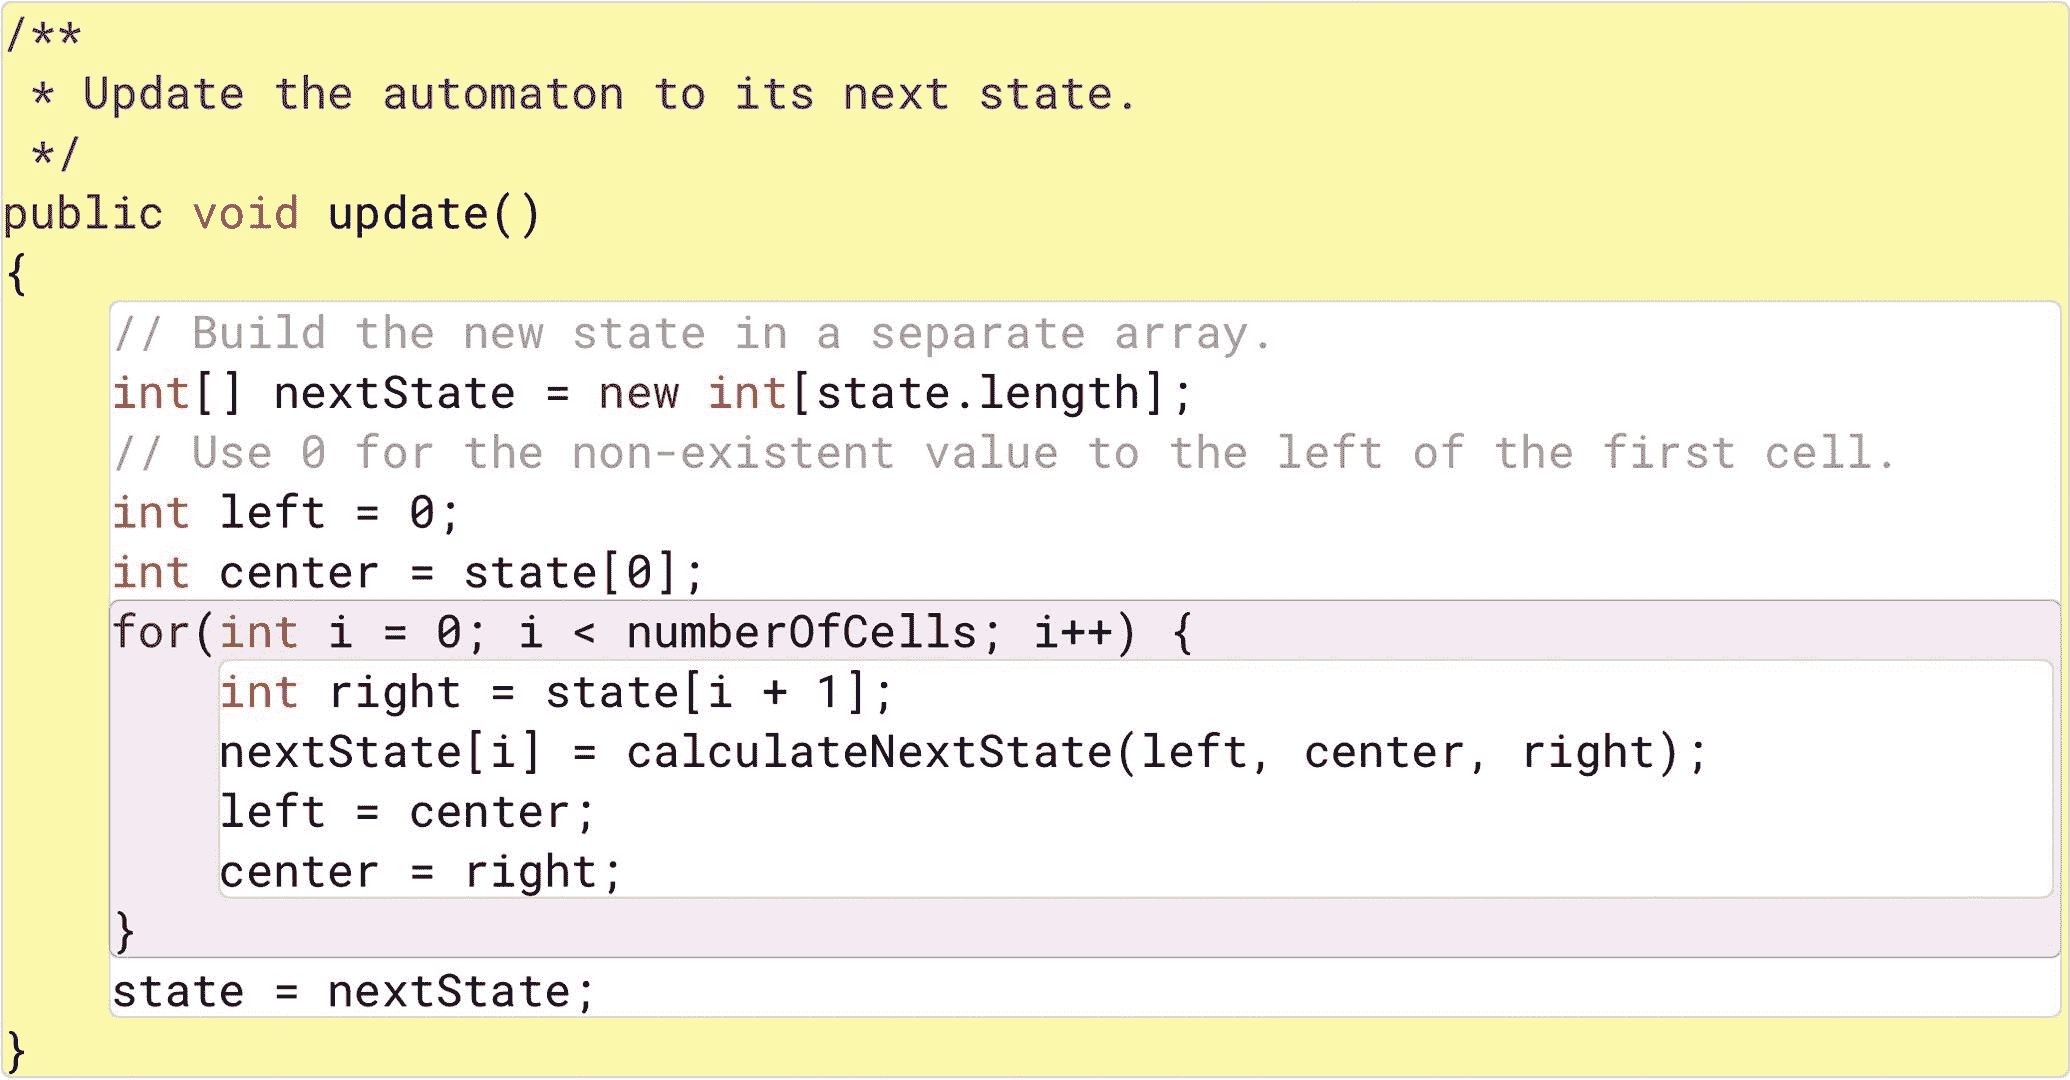 /**
 * Update the automaton to its next state.
 */
public void update()
{
    // Build the new state in a separate array.
    int[] nextState = new int[state.length];
    // Use 0 for the non-existent value to the left of the first cell.
    int left = 0;
    int center = state[0];
    for(int i = 0; i < numberOfCells; i++) {
        int right = state[i + 1];
        nextState[i] = calculateNextState(left, center, right);
        left = center;
        center = right;
    }
    state = nextState;
}